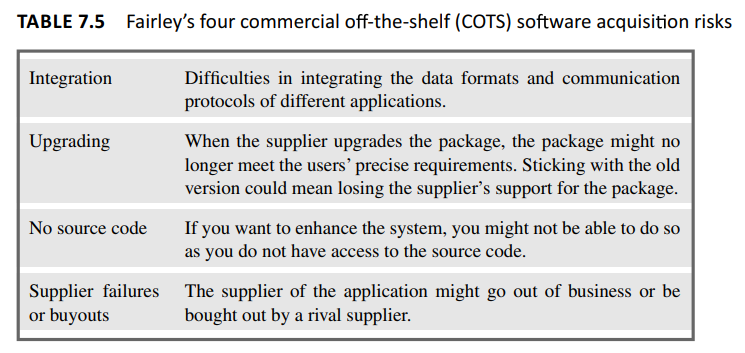 TABLE 7.5 Fairley’s four commercial off-the-shelf (COTS) software acquisition risks
Integration Difficulties in integrating the data formats and communication
protocols of different applications.
Upgrading When the supplier upgrades the package, the package might no
longer meet the users’ precise requirements. Sticking with the old
version could mean losing the supplier’s support for the package.
No source code If you want to enhance the system, you might not be able to do so
as you do not have access to the source code.
Supplier failures The supplier of the application might go out of business or be
or buyouts bought out by a rival supplier.